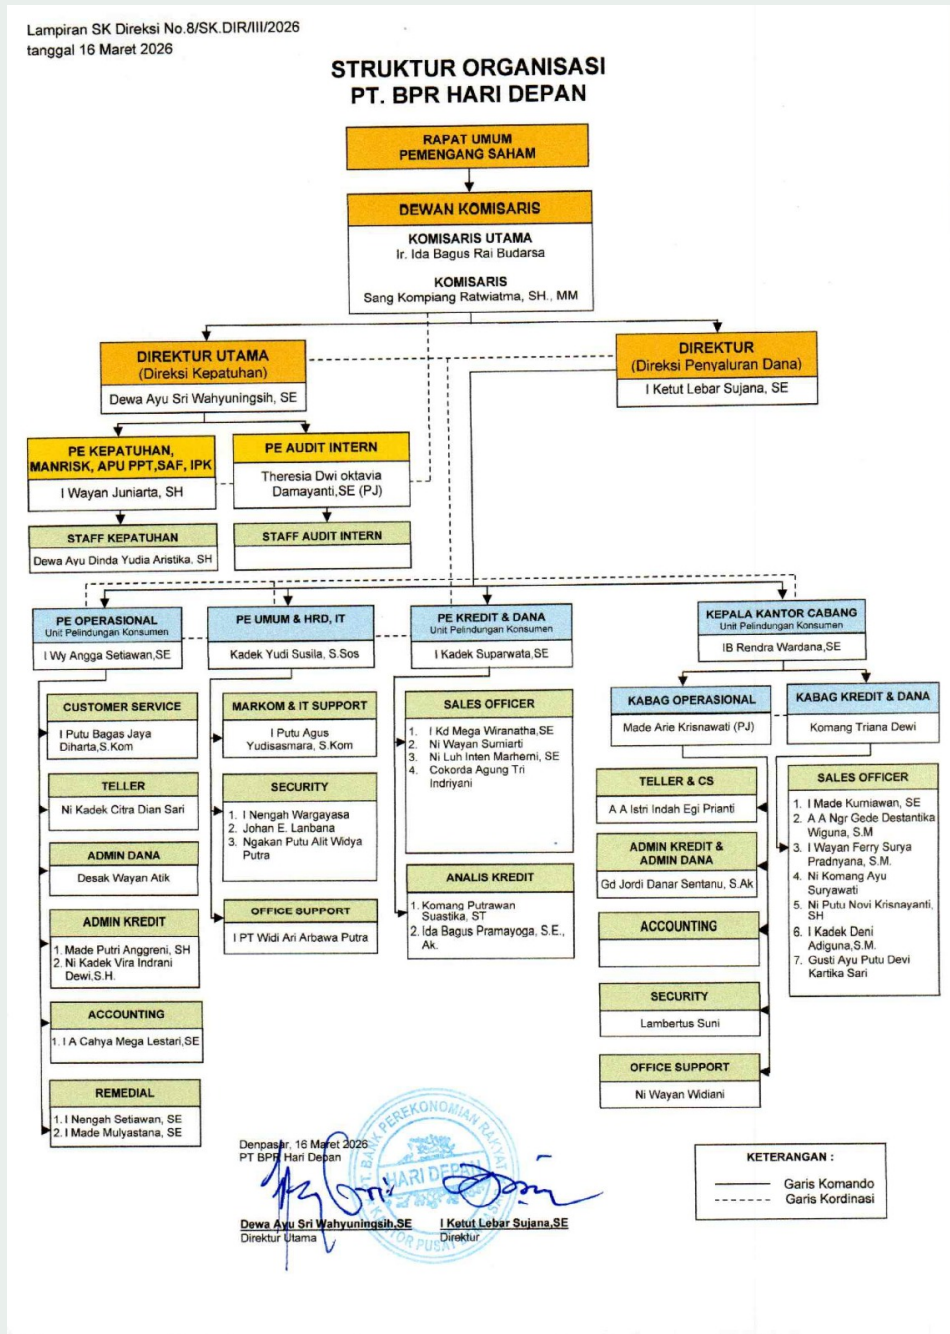 Lampiran SK Direksi No.8/SK.DIR/III/2026
tanggal 16 Maret 2026
STRUKTUR ORGANISASI
PT. BPR HARI DEPAN
RAPAT UMUM
PEMENGANG SAHAM
DEWAN KOMISARIS
KOMISARIS UTAMA
Ir. Ida Bagus Rai Budarsa
KOMISARIS
Sang Kompiang Ratwiatma, SH., MM
DIREKTUR UTAMA
(Direksi Kepatuhan)
Dewa Ayu Sri Wahyuningsih, SE
DIREKTUR
(Direksi Penyaluran Dana)
I Ketut Lebar Sujana, SE
PE KEPATUHAN,
MANRISK, APU PPT,SAF, IPK
I Wayan Juniarta, SH
PE AUDIT INTERN
Theresia Dwi oktavia
Damayanti,SE (PJ)
STAFF KEPATUHAN
Dewa Ayu Dinda Yudia Aristika, SH
STAFF AUDIT INTERN
PE OPERASIONAL
Unit Pelindungan Konsumen
I Wy Angga Setiawan,SE
PE UMUM & HRD, IT
Kadek Yudi Susila, S.Sos
PE KREDIT & DANA
Unit Pelindungan Konsumen
I Kadek Suparwata,SE
KEPALA KANTOR CABANG
Unit Pelindungan Konsumen
IB Rendra Wardana,SE
CUSTOMER SERVICE
I Putu Bagas Jaya
Diharta,S.Kom
TELLER
Ni Kadek Citra Dian Sari
ADMIN DANA
Desak Wayan Atik
ADMIN KREDIT
1. Made Putri Anggreni, SH
2. Ni Kadek Vira Indrani
Dewi,S.H.
ACCOUNTING
1. I A Cahya Mega Lestari,SE
REMEDIAL
1. I Nengah Setiawan, SE
2. I Made Mulyastana, SE
MARKOM & IT SUPPORT
I Putu Agus
Yudisasmara, S.Kom
SECURITY
1. I Nengah Wargayasa
2. Johan E. Lanbana
3. Ngakan Putu Alit Widya
Putra
OFFICE SUPPORT
I PT Widi Ari Arbawa Putra
SALES OFFICER
1. I Kd Mega Wiranatha, SE
2. Ni Wayan Sumiarti
3. Ni Luh Inten Marheni, SE
4. Cokorda Agung Tri
Indriyani
ANALIS KREDIT
1. Komang Putrawan
Suastika, ST
2. Ida Bagus Pramayoga, S.E.,
Ak.
KABAG OPERASIONAL
Made Arie Krisnawati (PJ)
KABAG KREDIT & DANA
Komang Triana Dewi
TELLER & CS
A A Istri Indah Egi Prianti
ADMIN KREDIT &
ADMIN DANA
Gd Jordi Danar Sentanu, S.Ak
ACCOUNTING
SECURITY
Lambertus Suni
OFFICE SUPPORT
Ni Wayan Widiani
SALES OFFICER
1. I Made Kurniawan, SE
2. A A Ngr Gede Destantika
Wiguna, S.M
3. I Wayan Ferry Surya
Pradnyana, S.M.
4. Ni Komang Ayu
Suryawati
5. Ni Putu Novi Krisnayanti,
SH
6. I Kadek Deni
Adiguna,S.M.
7. Gusti Ayu Putu Devi
Kartika Sari
Denpasar, 16 Maret 2026
PT BPR Hari Depan
PT. BANK PEREKONOMIAN RAKYAT
HARI DEPAN
KANTOR PUSAT
Dewa Ayu Sri Wahyuningsih,SE
Direktur Utama
I Ketut Lebar Sujana,SE
Direktur
KETERANGAN :
Garis Komando
Garis Kordinasi